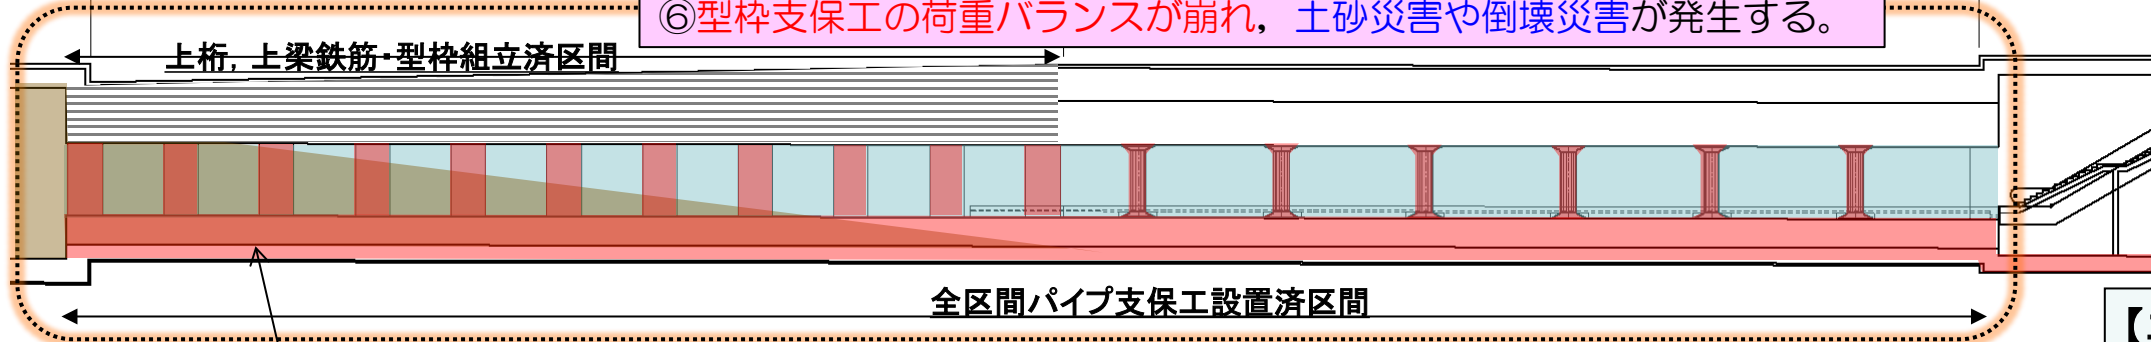 ⑥型枠支保工の荷重バランスが崩れ，土砂災害や倒壊災害が発生する。
上桁，上梁鉄筋・型枠組立済区間
全区間パイプ支保工設置済区間
【